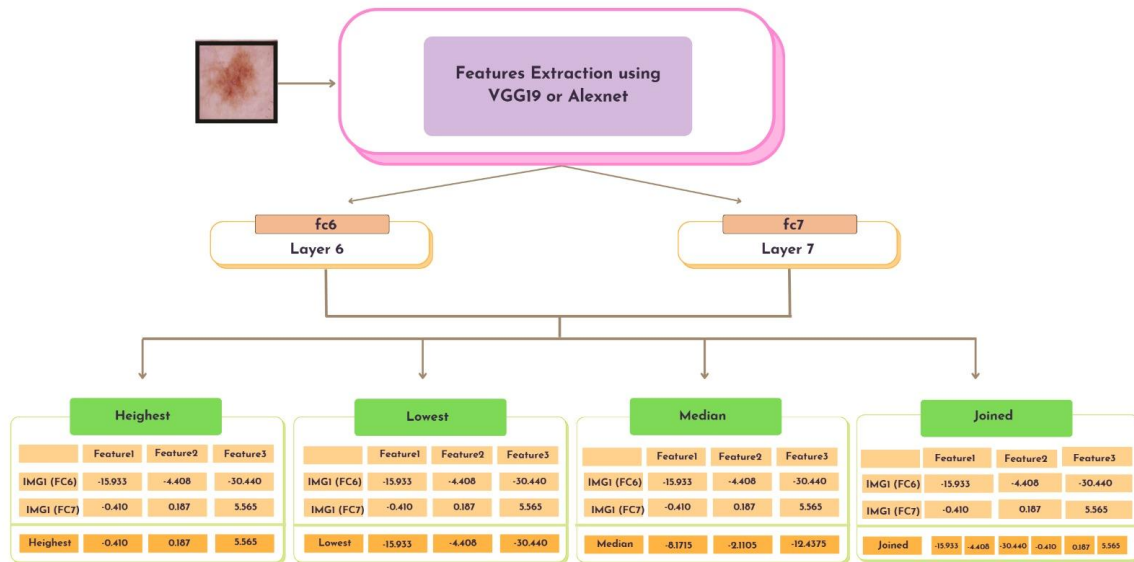 Features Extraction using
VGG19 or Alexnet
fc6
Layer 6
fc7
Layer 7
Heighest
Feature1 Feature2 Feature3
IMG1 (FC6) -15.933 -4.408 -30.440
IMG1 (FC7) -0.410 0.187 5.565
Heighest -0.410 0.187 5.565
Lowest
Feature1 Feature2 Feature3
IMG1 (FC6) -15.933 -4.408 -30.440
IMG1 (FC7) -0.410 0.187 5.565
Lowest -15.933 -4.408 -30.440
Median
Feature1 Feature2 Feature3
IMG1 (FC6) -15.933 -4.408 -30.440
IMG1 (FC7) -0.410 0.187 5.565
Median -8.1715 -2.1105 -12.4375
Joined
Feature1 Feature2 Feature3
IMG1 (FC6) -15.933 -4.408 -30.440
IMG1 (FC7) -0.410 0.187 5.565
Joined -15.933 -4.408 -30.440 -0.410 0.187 5.565